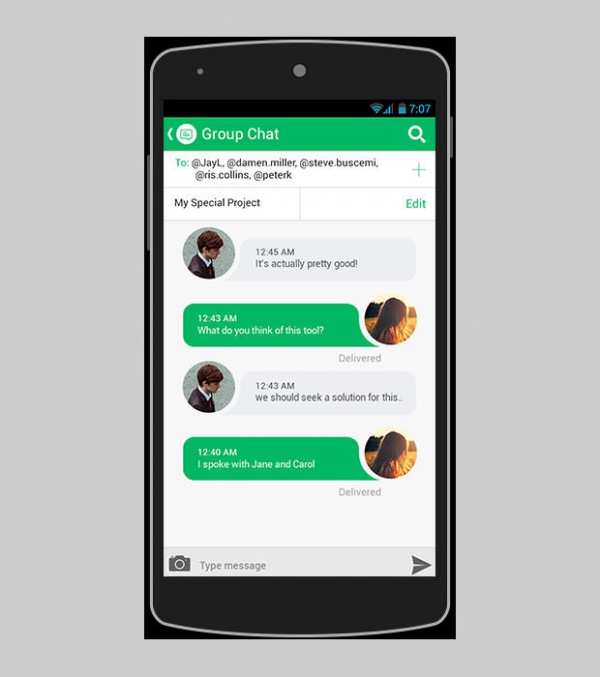 7:07
Group Chat
To: @JayL, @damen.miller, @steve.buscemi,
@ris.collins, @peterk
My Special Project
Edit
12:45 AM
It's actually pretty good!
12:43 AM
What do you think of this tool?
Delivered
12:43 AM
we should seek a solution for this..
12:40 AM
I spoke with Jane and Carol
Delivered
Type message